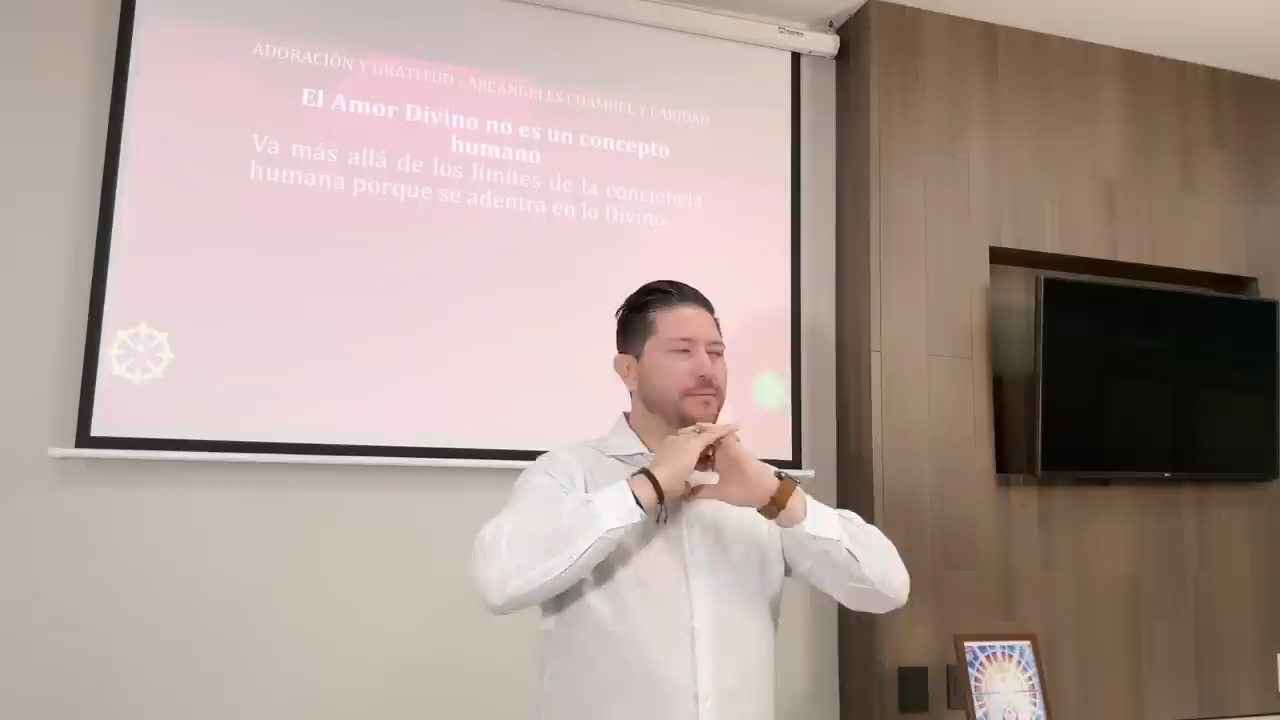 ADORACIÓN Y GRATITUD - ARCÁNGELES CHAMUEL Y CARIDAD
El Amor Divino no es un concepto
humano
Va más allá de los límites de la conciencia
humana porque se adentra en lo Divino.